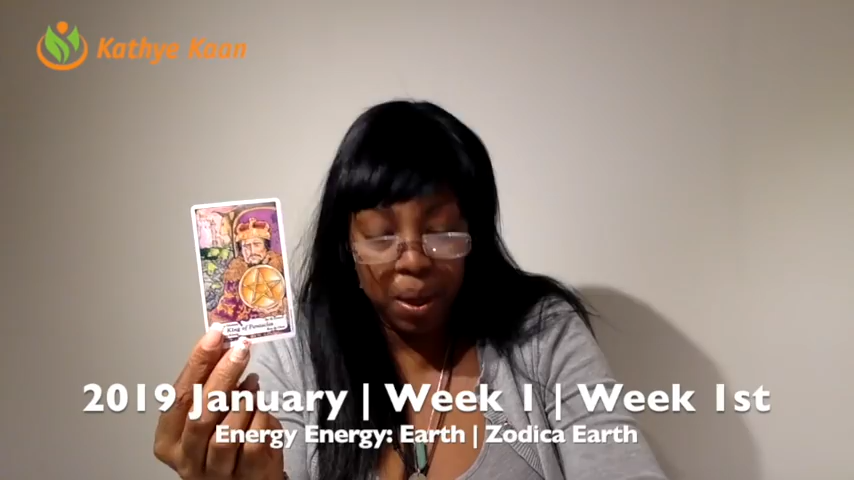 Kathye Kaan
King of Pentacles
2019 January | Week 1 | Week 1st
Energy Energy: Earth | Zodica Earth